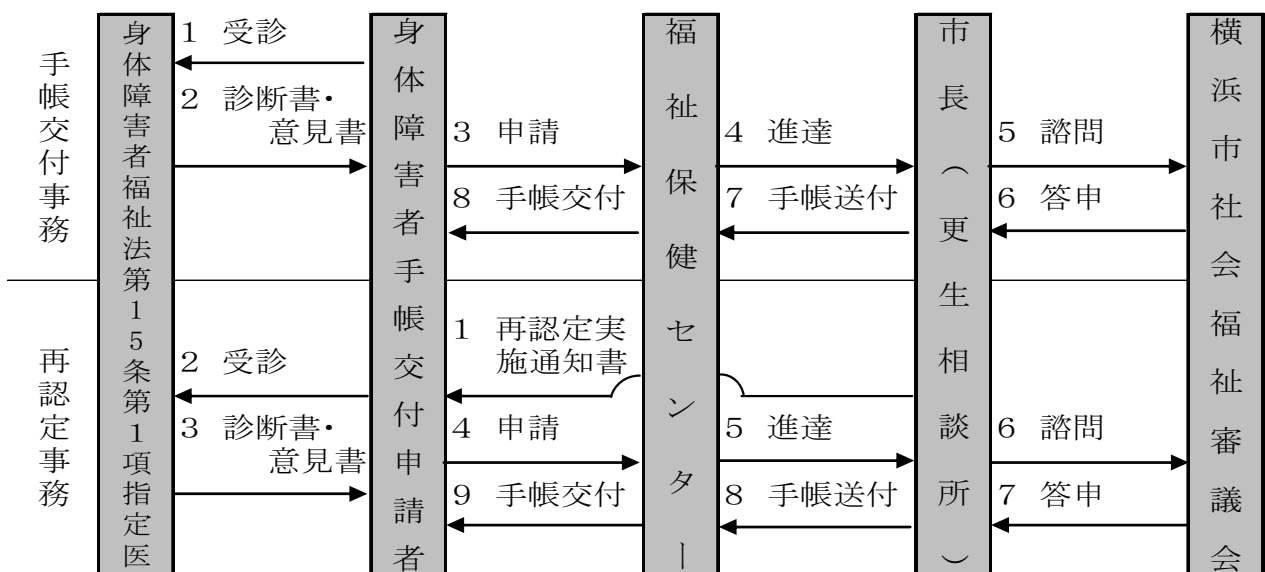 手帳交付事務
再認定事務
身体障害者福祉法第15条第1項指定医
身体障害者手帳交付申請者
福祉保健センター
市長(更生相談所)
横浜市社会福祉審議会
1 受診
2 診断書・
意見書
3 申請
4 進達
5 諮問
6 答申
7 手帳送付
8 手帳交付
1 再認定実
施通知書
2 受診
3 診断書・
意見書
4 申請
5 進達
6 諮問
7 答申
8 手帳送付
9 手帳交付